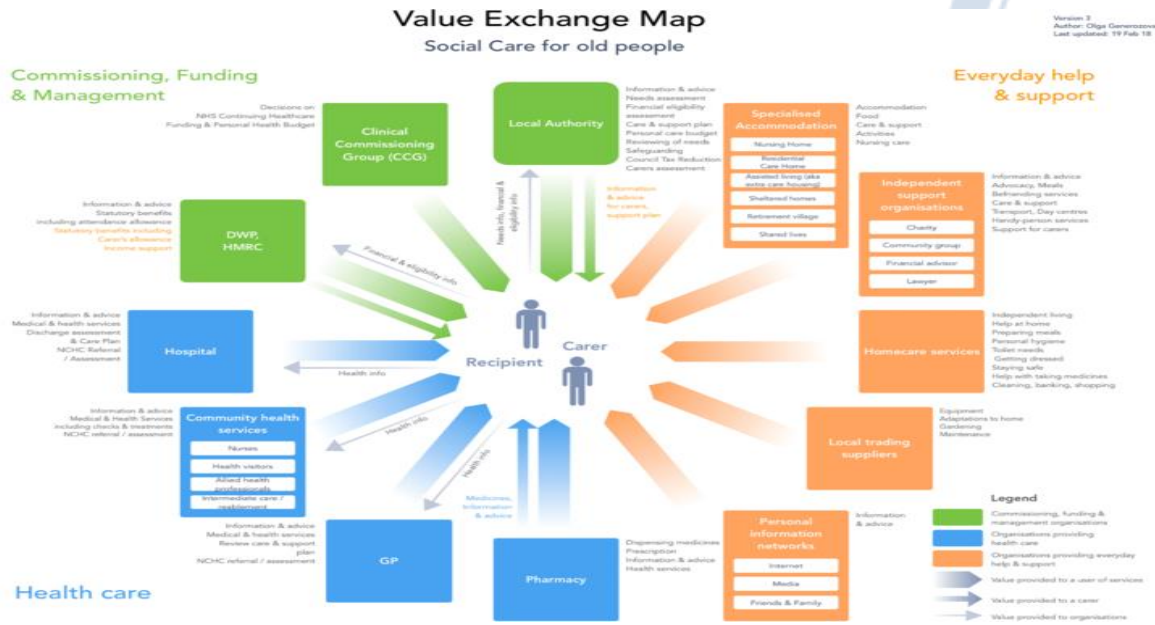 Value Exchange Map
Social Care for old people
Version 3
Author: Olga Generozova
Last updated: 19 Feb 18
Commissioning, Funding
& Management
Everyday help
& support
Decisions on
NHS Continuing Healthcare
Funding & Personal Health Budget
Clinical
Commissioning
Group (CCG)
Local Authority
Information & advice
Needs assessment
Financial eligibility
assessment
Care & support plan
Personal care budget
Reviewing of needs
Safeguarding
Council Tax Reduction
Carers assessment
Specialised
Accommodation
Nursing Home
Residential
Care Home
Assisted living (aka
extra care housing)
Sheltered homes
Retirement village
Shared lives
Accommodation
Food
Care & support
Activities
Nursing care
Independent
support
organisations
Charity
Community group
Financial advisor
Lawyer
Information & advice
Advocacy, Meals
Befriending services
Care & support
Transport, Day centres
Handy-person services
Support for carers
Information & advice
Statutory benefits
including attendance allowance
Statutory benefits including
Carer's allowance
Income support
DWP,
HMRC
Financial & eligibility info
Needs info, financial &
eligibility info
Information
& advice
for carers,
support plan
Information & advice
Medical & health services
Discharge assessment
& Care Plan
NCHC Referral
/ Assessment
Hospital
Health info
Recipient
Carer
Homecare services
Independent living:
Help at home
Preparing meals
Personal hygiene
Toilet needs
Getting dressed
Staying safe
Help with taking medicines
Cleaning, banking, shopping
Information & advice
Medical & Health Services
including checks & treatments
NCHC referral / assessment
Community health
services
Nurses
Health visitors
Allied health
professionals
Intermediate care /
reablement
Health info
Health info
Local trading
suppliers
Equipment
Adaptations to home
Gardening
Maintenance
Information & advice
Medical & health services
Review care & support
plan
NCHC referral / assessment
GP
Medicines,
Information
& advice
Pharmacy
Dispensing medicines
Prescription
Information & advice
Health services
Personal
information
networks
Internet
Media
Friends & Family
Information
& advice
Health care
Legend
Commissioning, funding &
management organisations
Organisations providing
health care
Organisations providing everyday
help & support
Value provided to a user of services
Value provided to a carer
Value provided to organisations